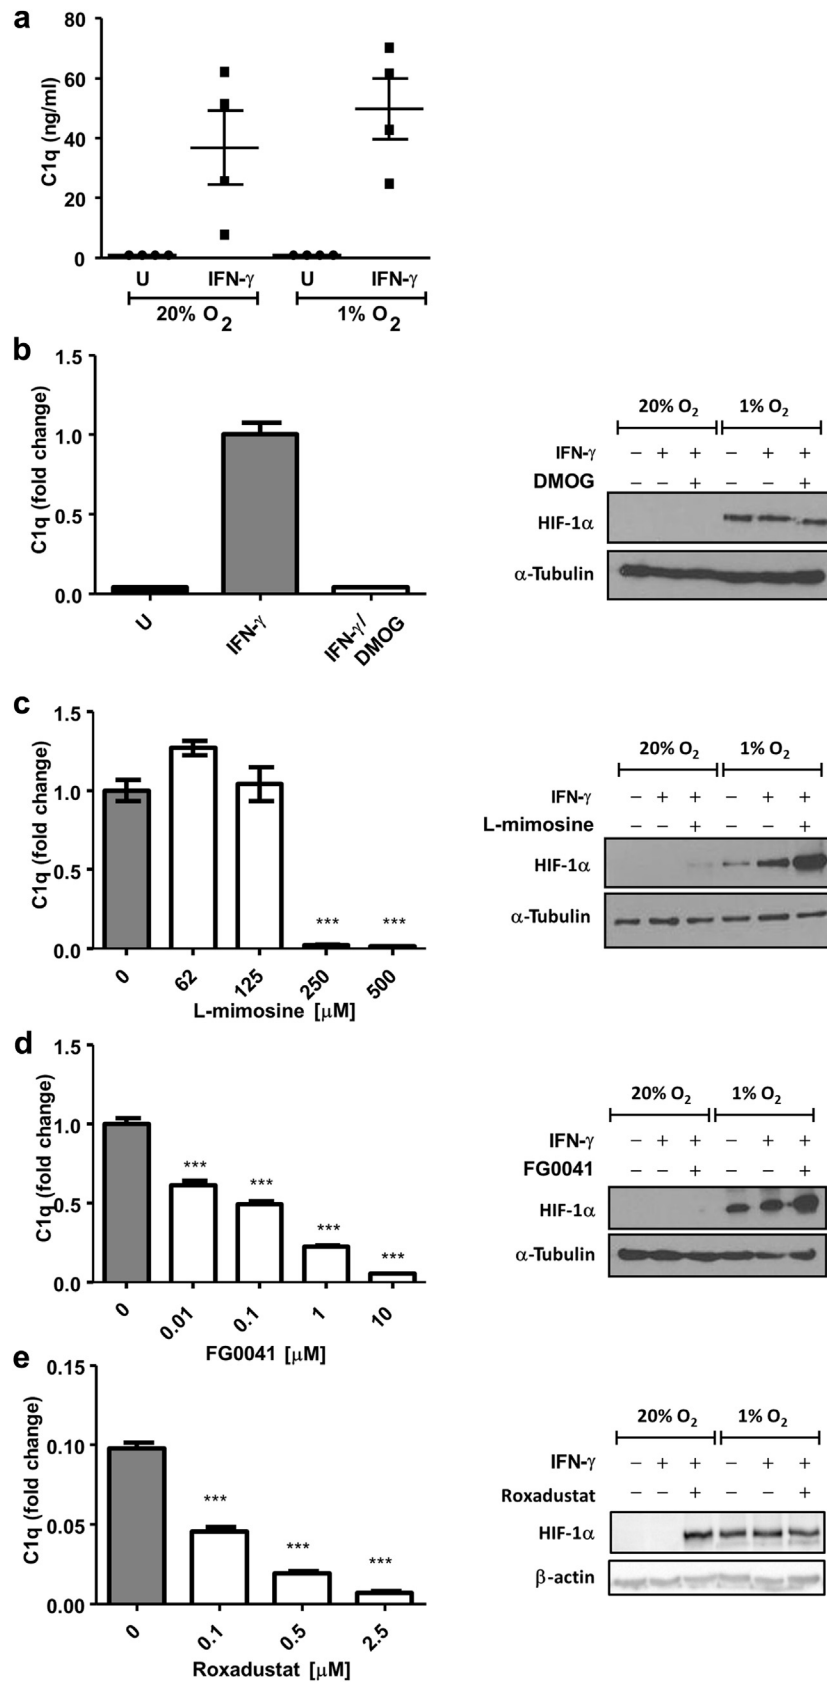 a
C1q (ng/ml)
80
60
40
20
0
U IFN-γ U IFN-γ
20% O2 1% O2
b
C1q (fold change)
1.5
1.0
0.5
0.0
U IFN-γ IFN-γ/ DMOG
20% O2 1% O2
IFN-γ – + + – + +
DMOG – – + – – +
HIF-1α
α-Tubulin
c
C1q (fold change)
1.5
1.0
0.5
0.0
*** ***
0 62 125 250 500
L-mimosine [μM]
20% O2 1% O2
IFN-γ – + + – + +
L-mimosine – – + – – +
HIF-1α
α-Tubulin
d
C1q (fold change)
1.5
1.0
0.5
0.0
*** *** *** ***
0 0.01 0.1 1 10
FG0041 [μM]
20% O2 1% O2
IFN-γ – + + – + +
FG0041 – – + – – +
HIF-1α
α-Tubulin
e
C1q (fold change)
0.15
0.10
0.05
0.00
*** *** ***
0 0.1 0.5 2.5
Roxadustat [μM]
20% O2 1% O2
IFN-γ – + + – + +
Roxadustat – – + – – +
HIF-1α
β-actin